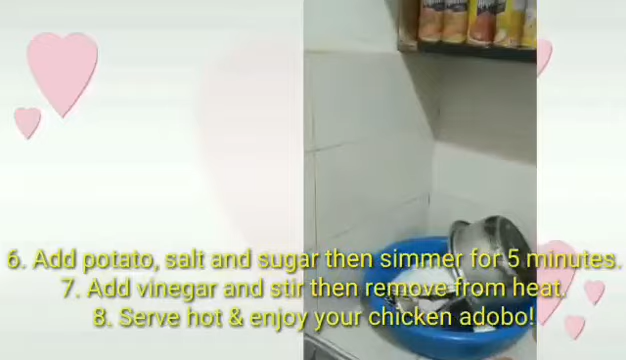 6. Add potato, salt and sugar then simmer for 5 minutes.
7. Add vinegar and stir then remove from heat.
8. Serve hot & enjoy your chicken adobo!